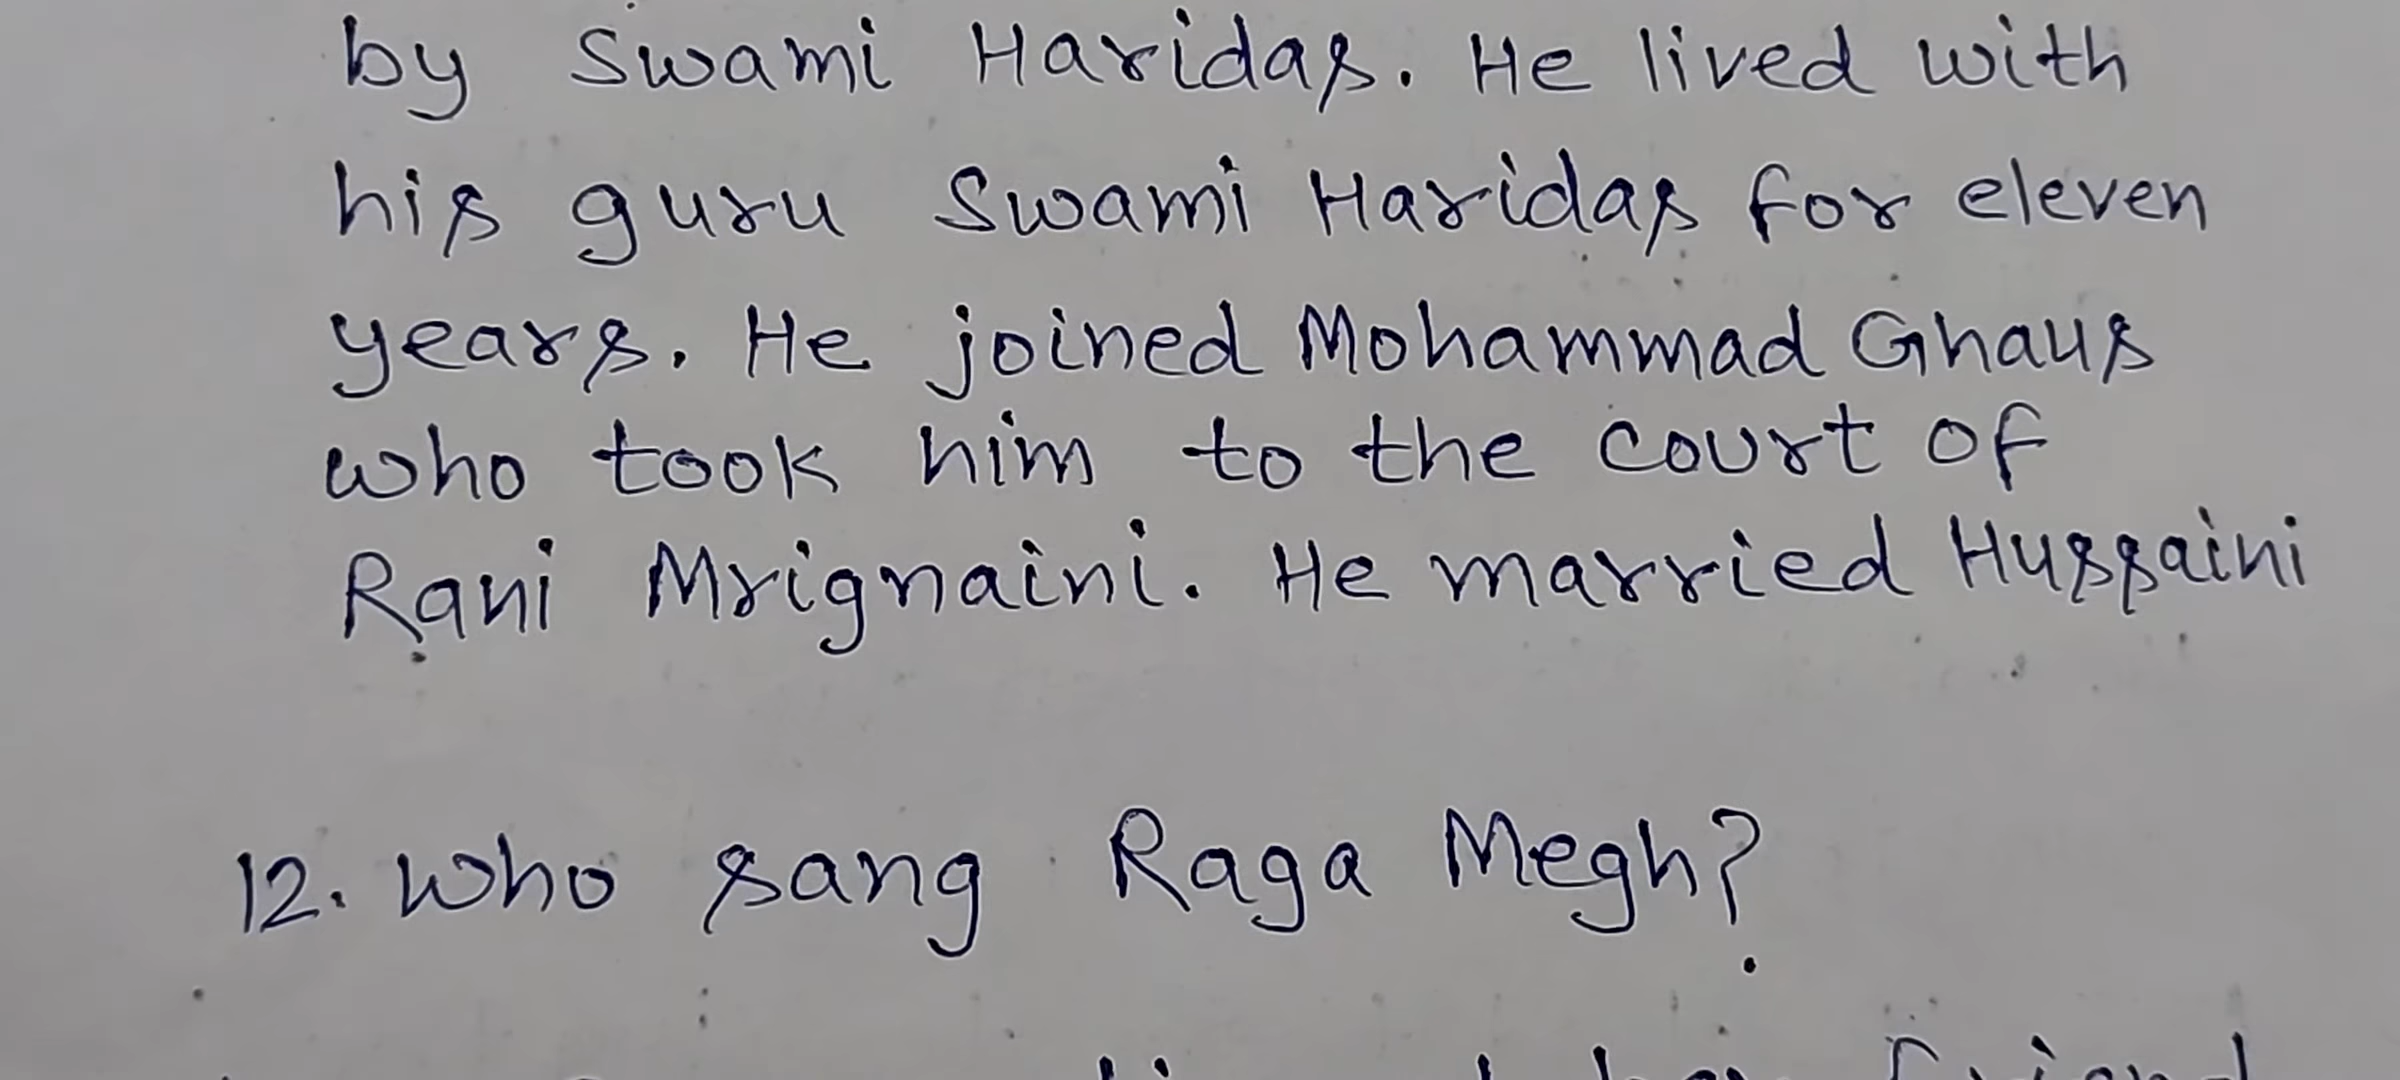 by Swami Haridas. He lived with
his guru Swami Haridas for eleven
years. He joined Mohammad Ghaus
who took him to the court of
Rani Mrignaini. He married Hussaini
12. Who sang Raga Megh?
friend